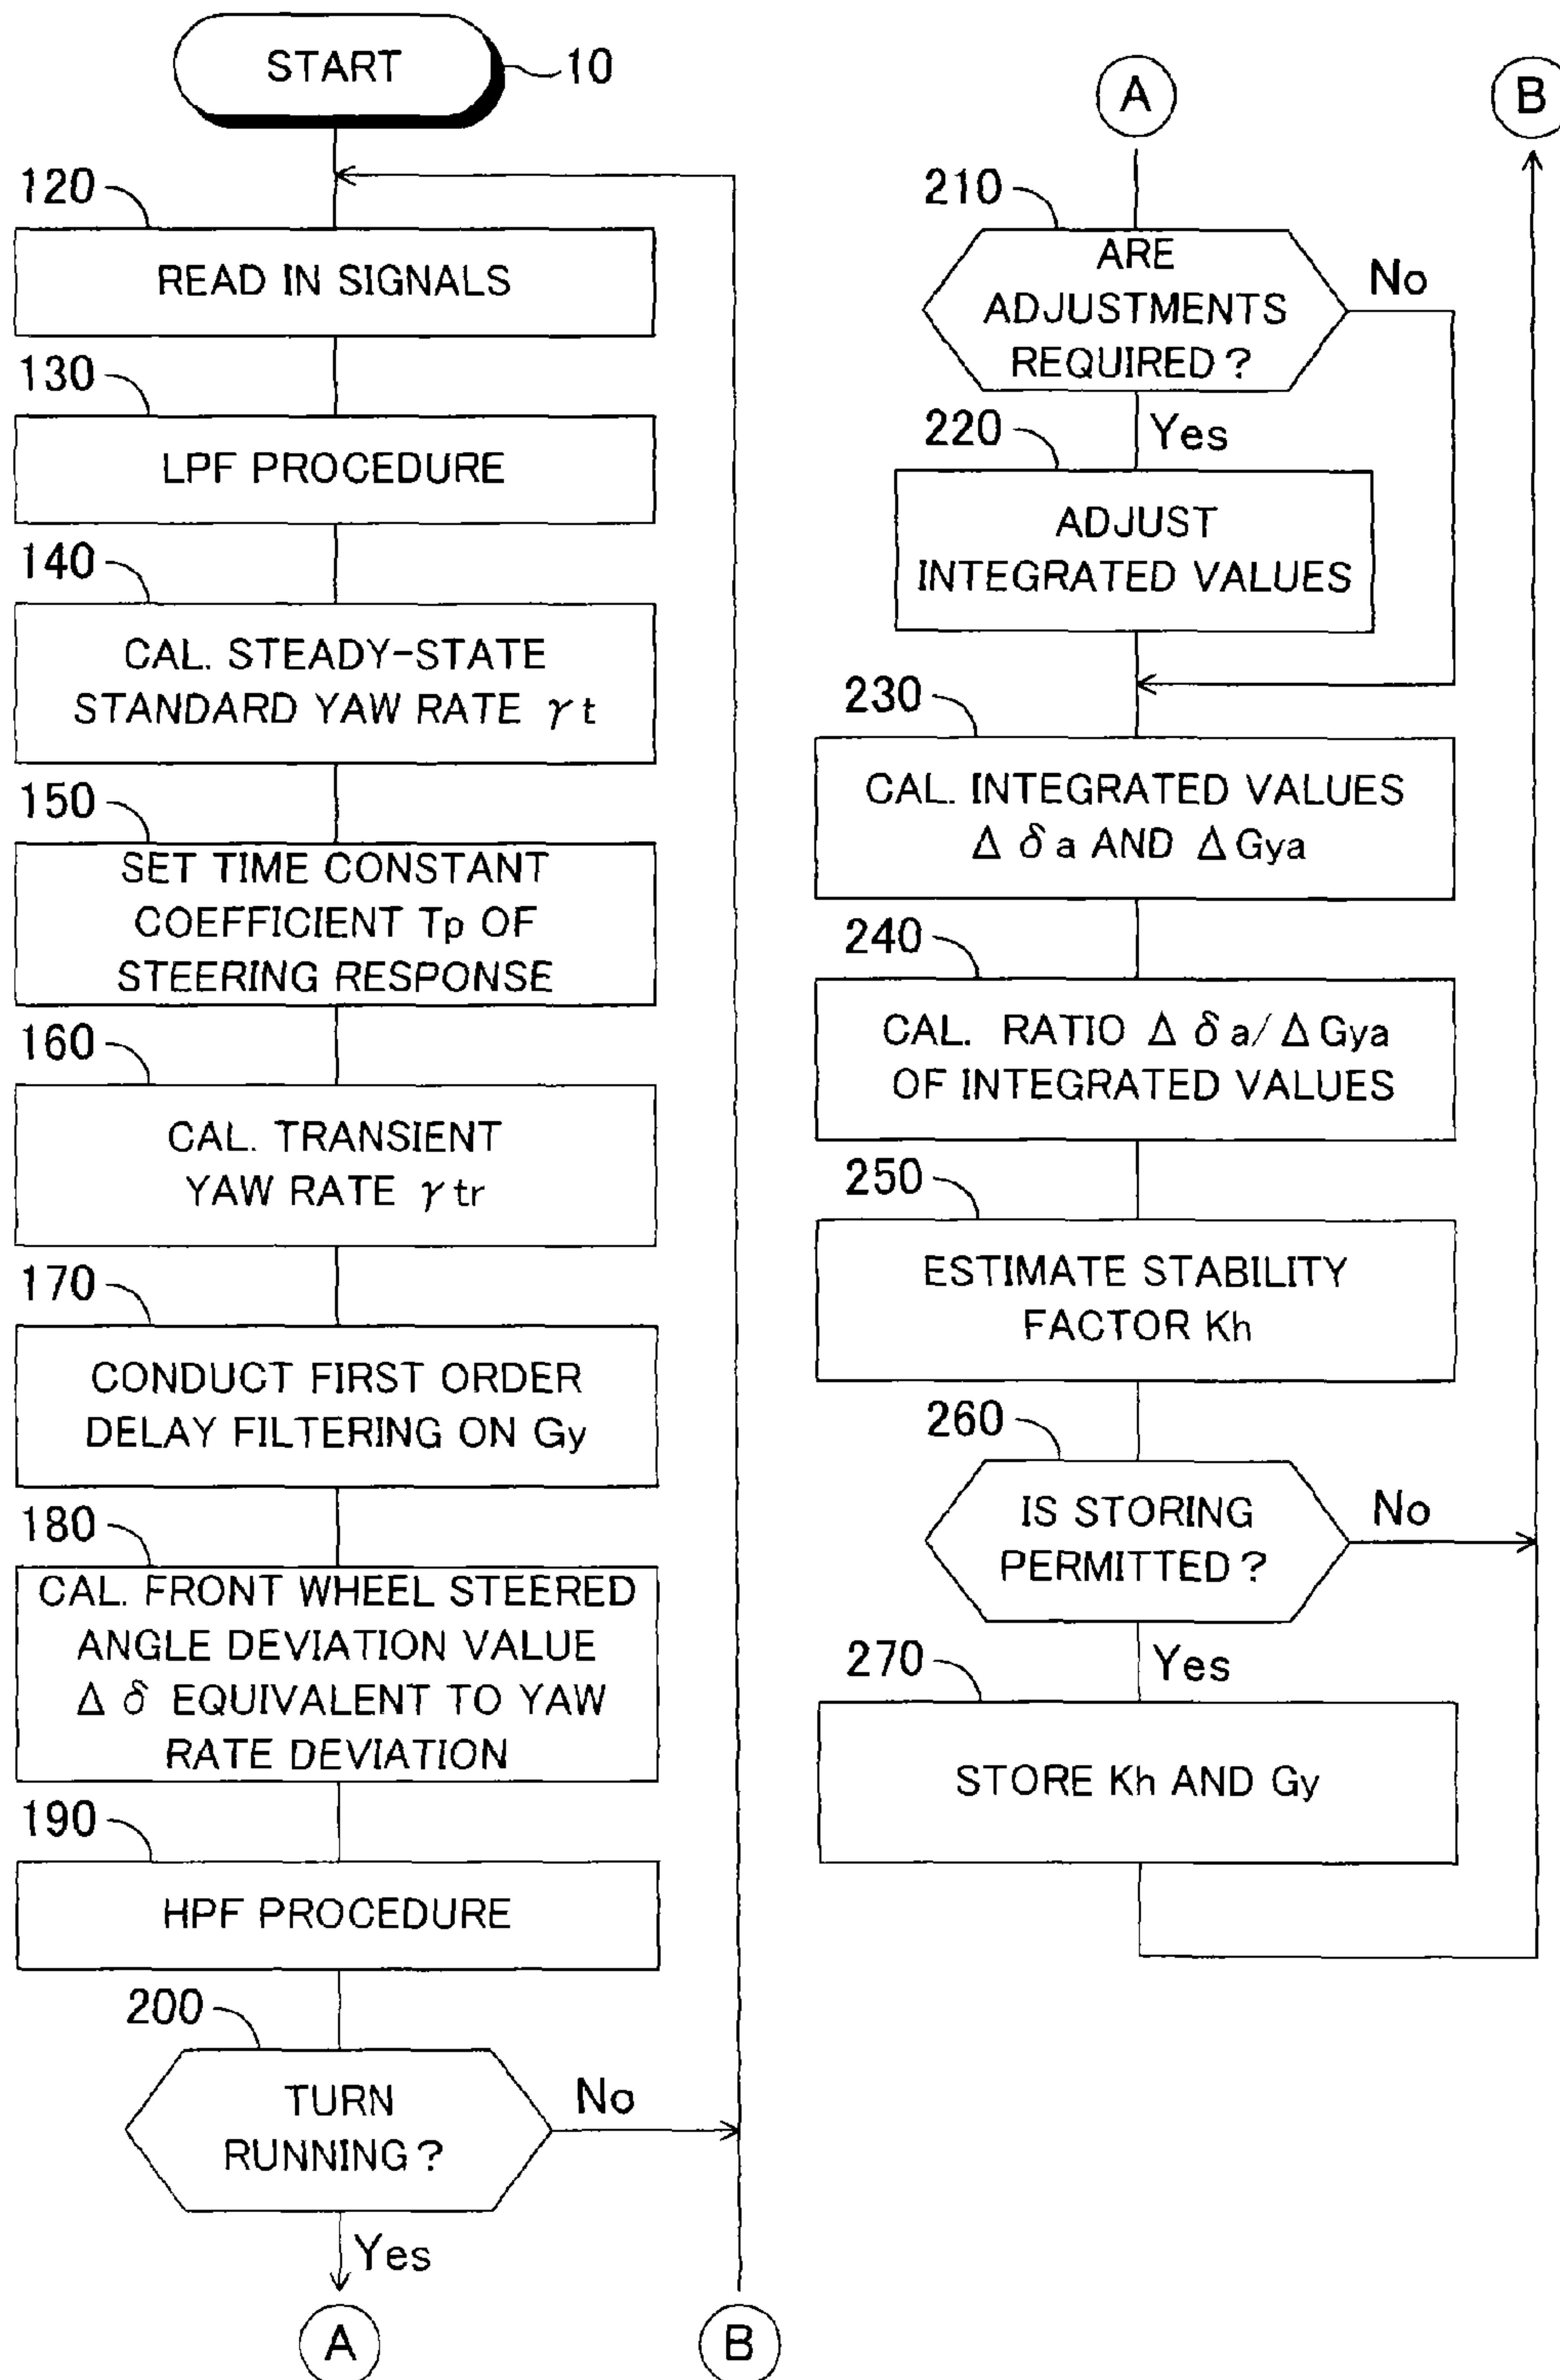 START
10
120
READ IN SIGNALS
130
LPF PROCEDURE
140
CAL. STEADY-STATE
STANDARD YAW RATE γt
150
SET TIME CONSTANT
COEFFICIENT Tp OF
STEERING RESPONSE
160
CAL. TRANSIENT
YAW RATE γtr
170
CONDUCT FIRST ORDER
DELAY FILTERING ON Gy
180
CAL. FRONT WHEEL STEERED
ANGLE DEVIATION VALUE
Δ δ EQUIVALENT TO YAW
RATE DEVIATION
190
HPF PROCEDURE
200
TURN
RUNNING?
No
Yes
A
B
A
B
210
ARE
ADJUSTMENTS
REQUIRED?
No
Yes
220
ADJUST
INTEGRATED VALUES
230
CAL. INTEGRATED VALUES
Δ δa AND ΔGya
240
CAL. RATIO Δ δa/ΔGya
OF INTEGRATED VALUES
250
ESTIMATE STABILITY
FACTOR Kh
260
IS STORING
PERMITTED?
No
Yes
270
STORE Kh AND Gy